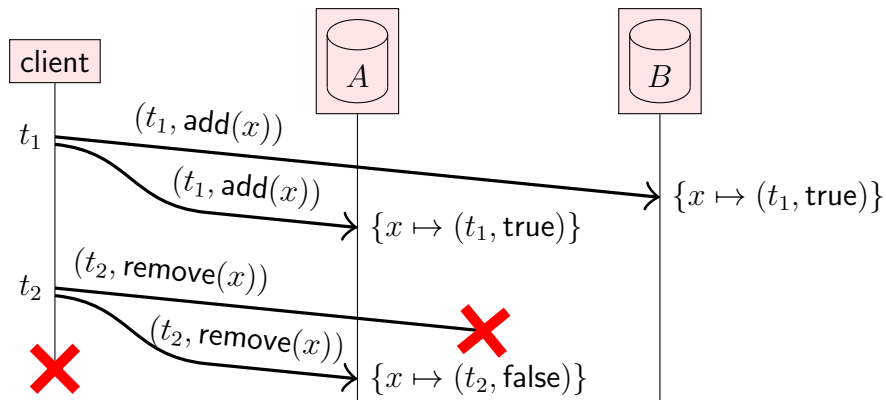 client
A
B
t₁
(t₁, add(x))
(t₁, add(x))
{x ↦ (t₁, true)}
{x ↦ (t₁, true)}
t₂
(t₂, remove(x))
(t₂, remove(x))
{x ↦ (t₂, false)}